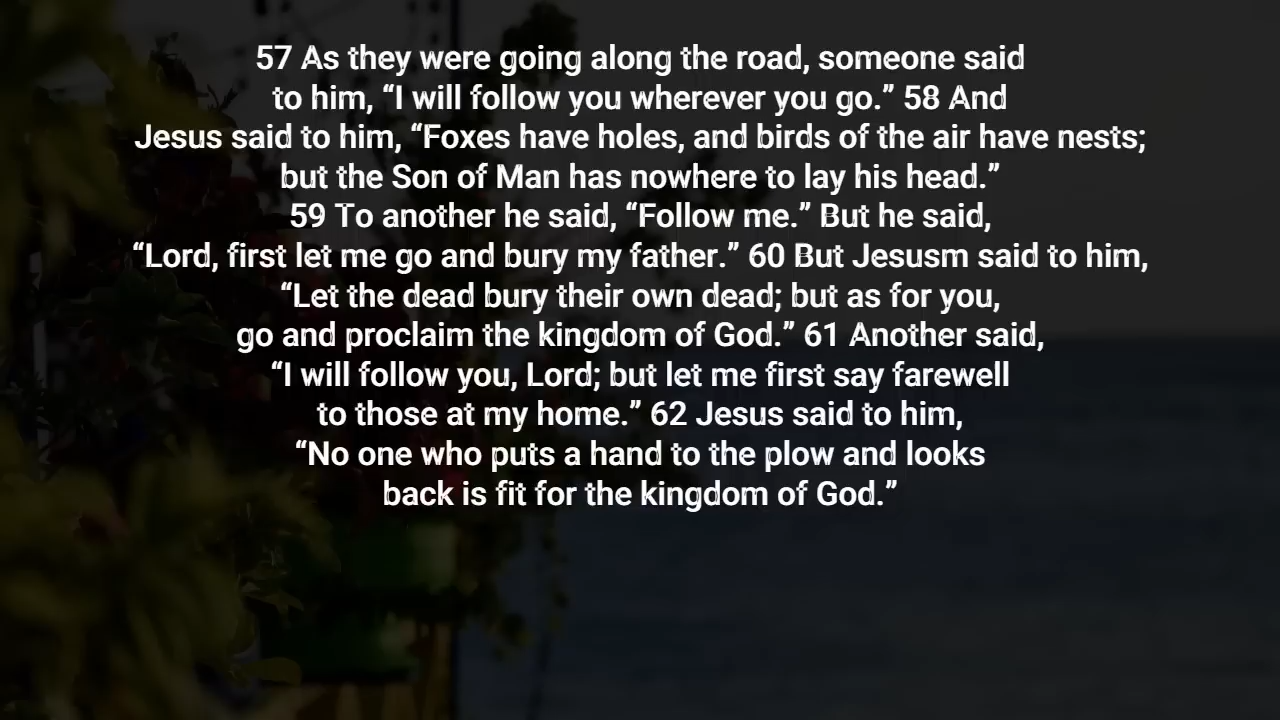 57 As they were going along the road, someone said
to him, “I will follow you wherever you go.” 58 And
Jesus said to him, “Foxes have holes, and birds of the air have nests;
but the Son of Man has nowhere to lay his head.”
59 To another he said, “Follow me.” But he said,
“Lord, first let me go and bury my father.” 60 But Jesusm said to him,
“Let the dead bury their own dead; but as for you,
go and proclaim the kingdom of God.” 61 Another said,
“I will follow you, Lord; but let me first say farewell
to those at my home.” 62 Jesus said to him,
“No one who puts a hand to the plow and looks
back is fit for the kingdom of God.”